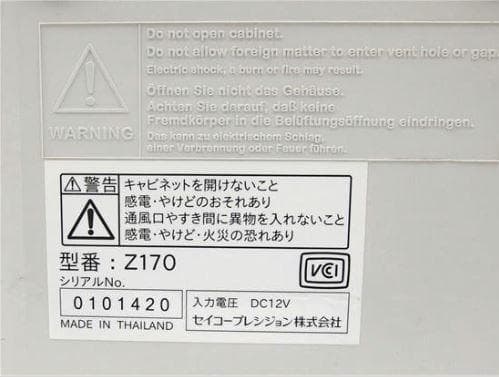 Do not open cabinet.
Do not allow foreign matter to enter vent hole or gap.
Electric shock, a burn or fire may result.
Öffnen Sie nicht das Gehäuse.
Achten Sie darauf, daß keine
Fremdkörper in die Belüftungsöffnung eindringen.
Das kann zu elektrischem Schlag,
einer Verbrennung oder Feuer führen.
WARNING
警告
キャビネットを開けないこと
感電・やけどのおそれあり
通風口やすき間に異物を入れないこと
感電・やけど・火災の恐れあり
型番：Z170
シリアルNo.
0101420
MADE IN THAILAND
VCI
入力電圧 DC12V
セイコープレシジョン株式会社